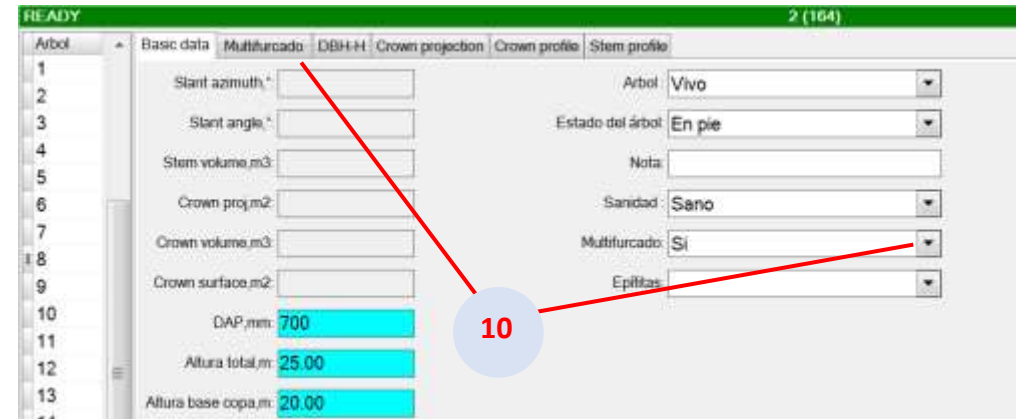 READY 2 (164)
Arbol Basic data Multifurcado DBH-H Crown projection Crown profile Stem profile
1 Slant azimuth,° Arbol Vivo
2
3 Slant angle,° Estado del árbol En pie
4 Stem volume,m3 Nota
5
6 Crown proj,m2 Sanidad Sano
7 Crown volume,m3 Multifurcado Si
8
9 Crown surface,m2 Epífitas
10 DAP,mm 700 10
11
12 Altura total,m 25.00
13 Altura base copa,m 20.00